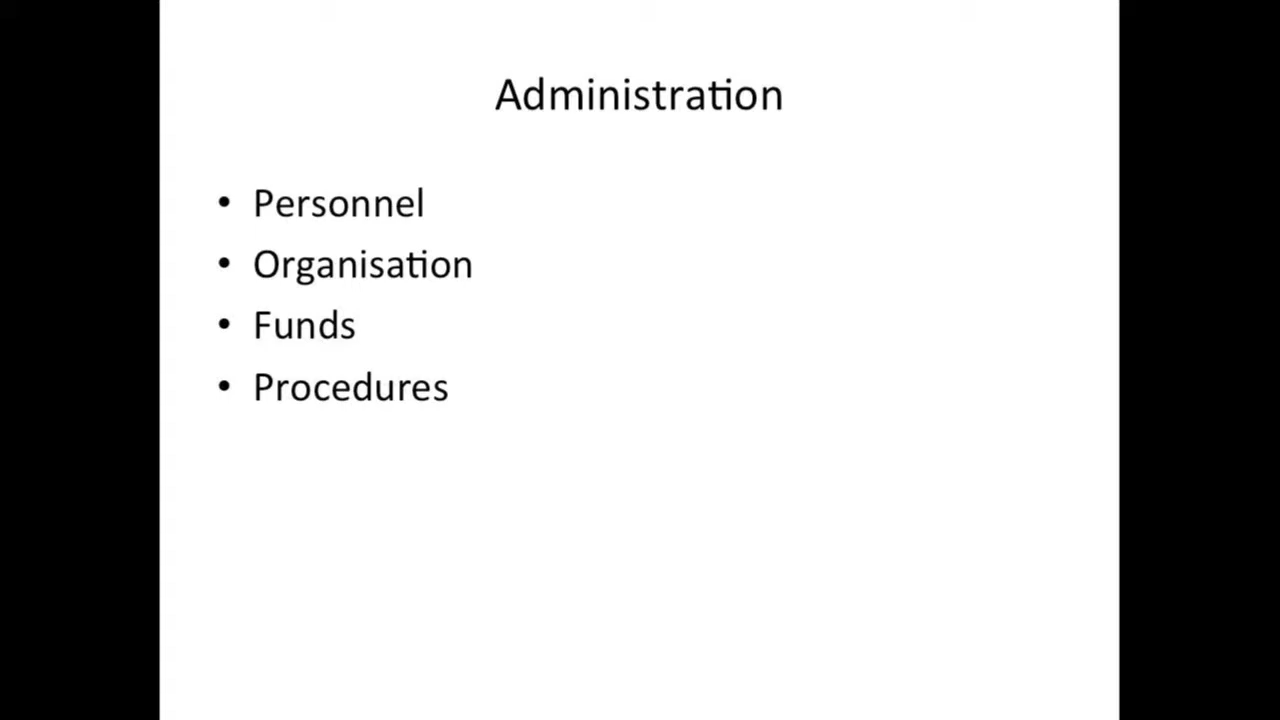 Administration
• Personnel
• Organisation
• Funds
• Procedures